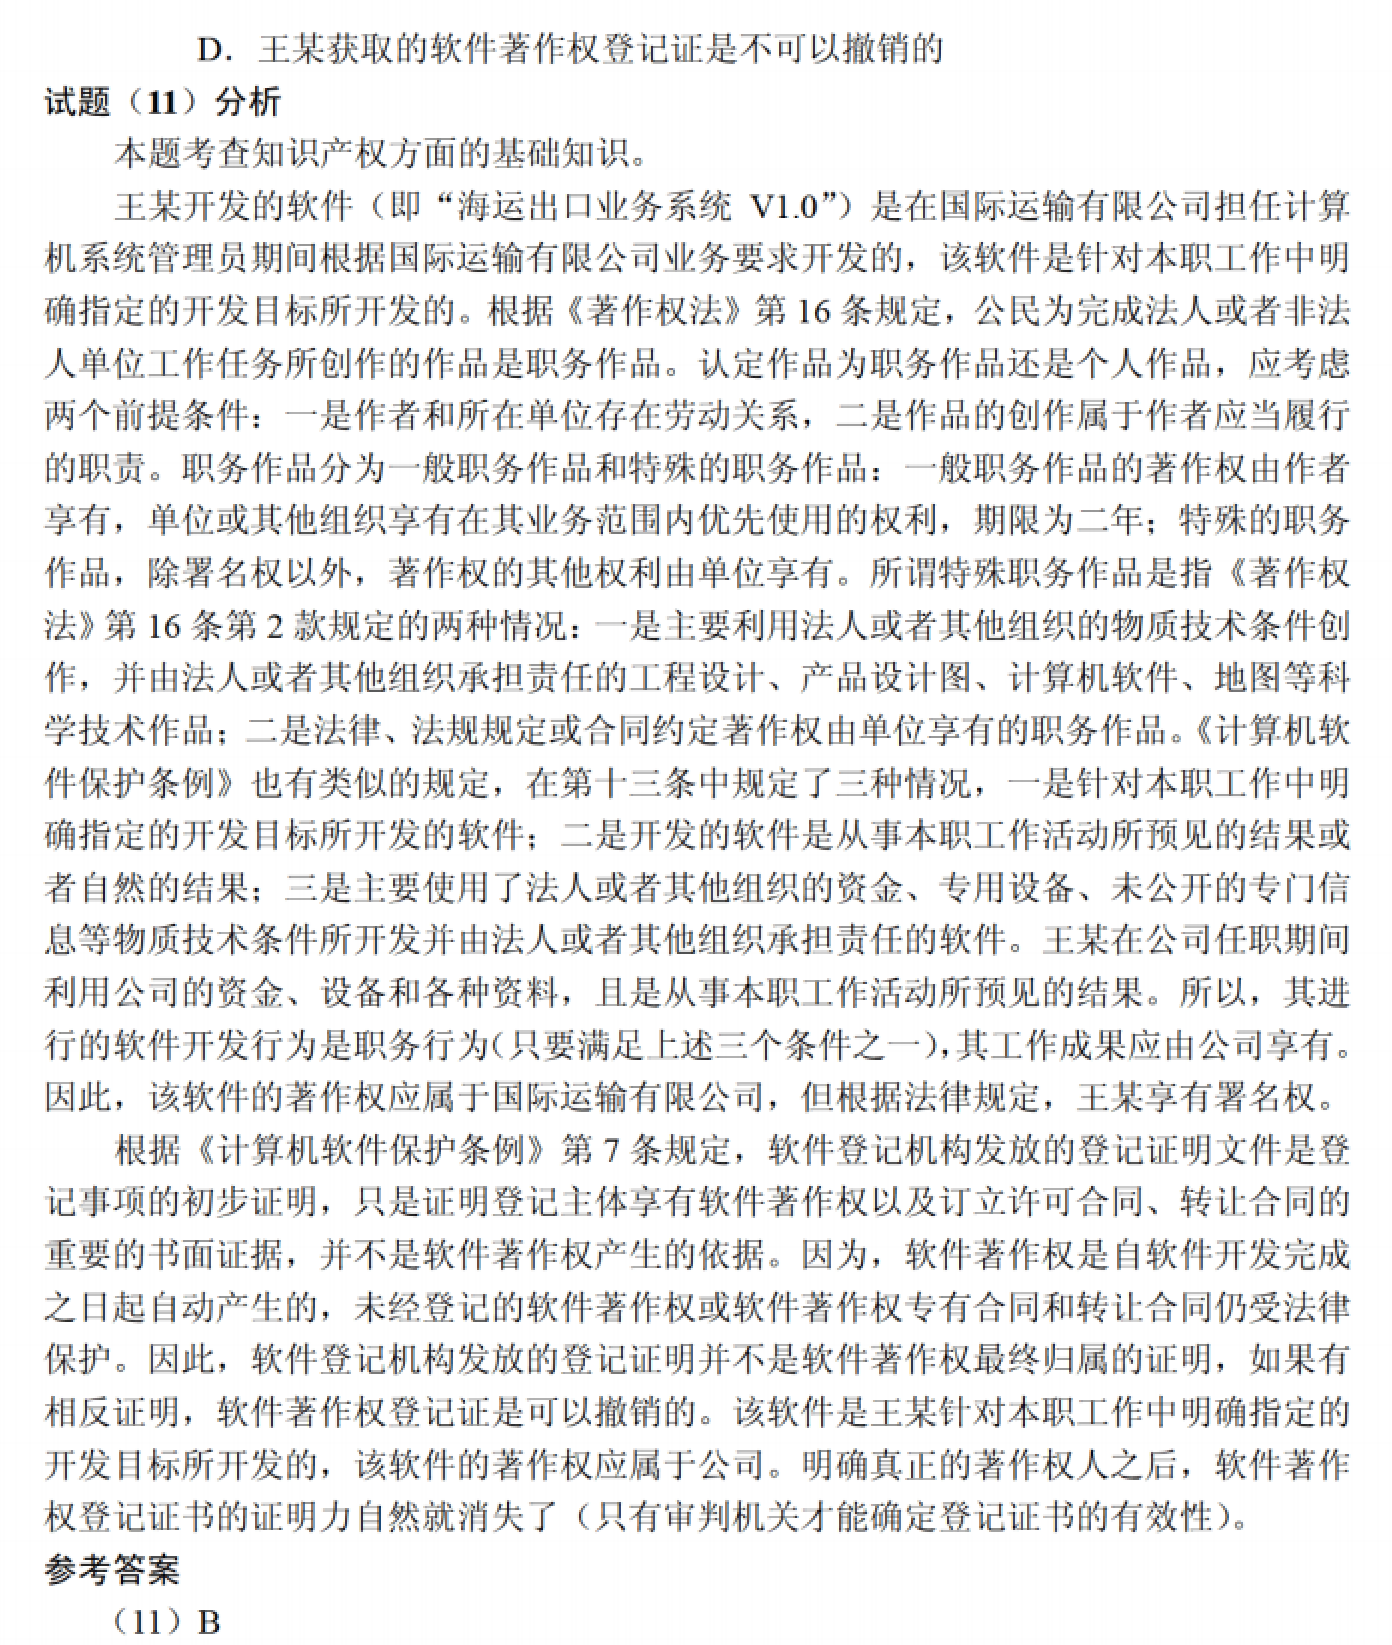 D．王某获取的软件著作权登记证是不可以撤销的
试题（11）分析
本题考查知识产权方面的基础知识。
王某开发的软件（即“海运出口业务系统 V1.0”）是在国际运输有限公司担任计算
机系统管理员期间根据国际运输有限公司业务要求开发的，该软件是针对本职工作中明
确指定的开发目标所开发的。根据《著作权法》第 16 条规定，公民为完成法人或者非法
人单位工作任务所创作的作品是职务作品。认定作品为职务作品还是个人作品，应考虑
两个前提条件：一是作者和所在单位存在劳动关系，二是作品的创作属于作者应当履行
的职责。职务作品分为一般职务作品和特殊的职务作品：一般职务作品的著作权由作者
享有，单位或其他组织享有在其业务范围内优先使用的权利，期限为二年；特殊的职务
作品，除署名权以外，著作权的其他权利由单位享有。所谓特殊职务作品是指《著作权
法》第 16 条第 2 款规定的两种情况：一是主要利用法人或者其他组织的物质技术条件创
作，并由法人或者其他组织承担责任的工程设计、产品设计图、计算机软件、地图等科
学技术作品；二是法律、法规规定或合同约定著作权由单位享有的职务作品。《计算机软
件保护条例》也有类似的规定，在第十三条中规定了三种情况，一是针对本职工作中明
确指定的开发目标所开发的软件；二是开发的软件是从事本职工作活动所预见的结果或
者自然的结果；三是主要使用了法人或者其他组织的资金、专用设备、未公开的专门信
息等物质技术条件所开发并由法人或者其他组织承担责任的软件。王某在公司任职期间
利用公司的资金、设备和各种资料，且是从事本职工作活动所预见的结果。所以，其进
行的软件开发行为是职务行为（只要满足上述三个条件之一），其工作成果应由公司享有。
因此，该软件的著作权应属于国际运输有限公司，但根据法律规定，王某享有署名权。
根据《计算机软件保护条例》第 7 条规定，软件登记机构发放的登记证明文件是登
记事项的初步证明，只是证明登记主体享有软件著作权以及订立许可合同、转让合同的
重要的书面证据，并不是软件著作权产生的依据。因为，软件著作权是自软件开发完成
之日起自动产生的，未经登记的软件著作权或软件著作权专有合同和转让合同仍受法律
保护。因此，软件登记机构发放的登记证明并不是软件著作权最终归属的证明，如果有
相反证明，软件著作权登记证是可以撤销的。该软件是王某针对本职工作中明确指定的
开发目标所开发的，该软件的著作权应属于公司。明确真正的著作权人之后，软件著作
权登记证书的证明力自然就消失了（只有审判机关才能确定登记证书的有效性）。
参考答案
（11）B